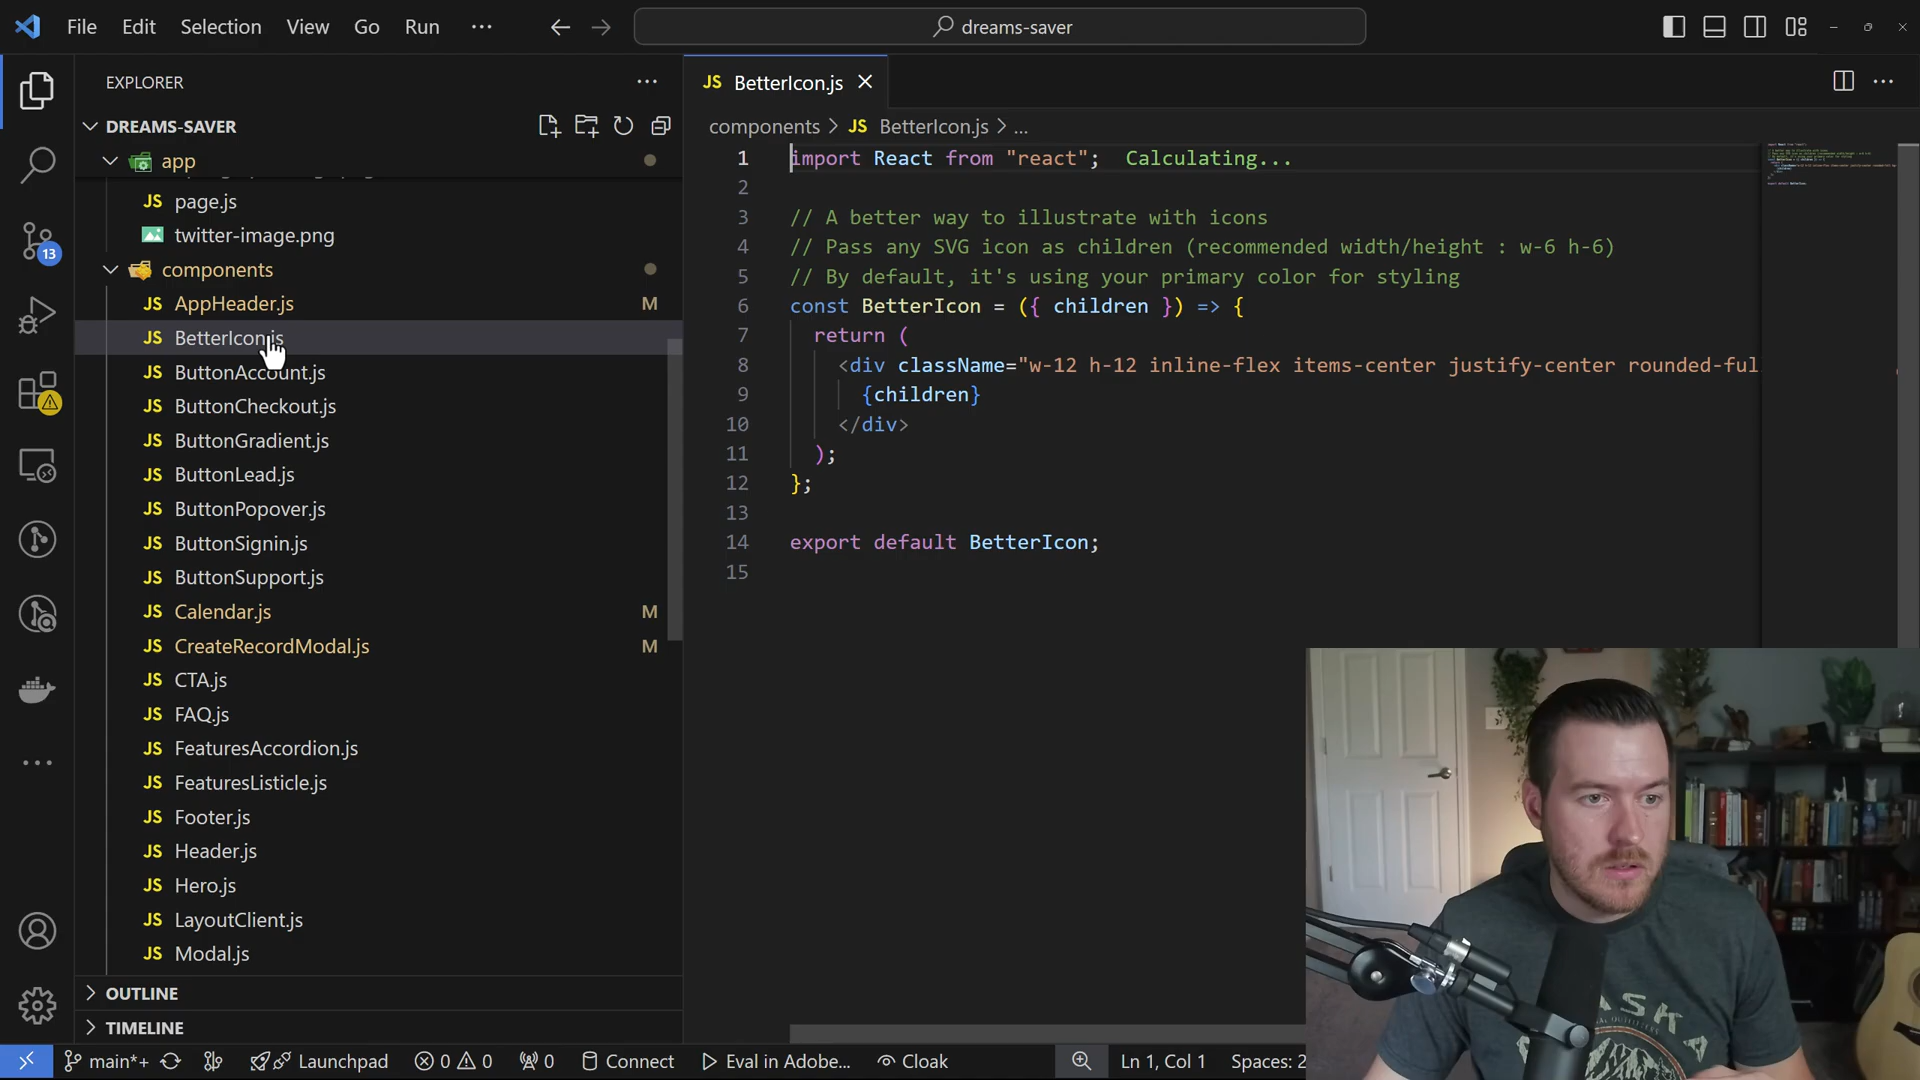 File Edit Selection View Go Run ...
dreams-saver
EXPLORER
DREAMS-SAVER
app
page.js
twitter-image.png
components
AppHeader.js M
BetterIcon.js
ButtonAccount.js
ButtonCheckout.js
ButtonGradient.js
ButtonLead.js
ButtonPopover.js
ButtonSignin.js
ButtonSupport.js
Calendar.js M
CreateRecordModal.js M
CTA.js
FAQ.js
FeaturesAccordion.js
FeaturesListicle.js
Footer.js
Header.js
Hero.js
LayoutClient.js
Modal.js
OUTLINE
TIMELINE
13
JS BetterIcon.js
components > JS BetterIcon.js > ...
1 import React from "react"; Calculating...
2
3 // A better way to illustrate with icons
4 // Pass any SVG icon as children (recommended width/height : w-6 h-6)
5 // By default, it's using your primary color for styling
6 const BetterIcon = ({ children }) => {
7 return (
8 <div className="w-12 h-12 inline-flex items-center justify-center rounded-ful
9 {children}
10 </div>
11 );
12 };
13
14 export default BetterIcon;
15
ASKA
main*+ Launchpad 0 0 0 Connect Eval in Adobe... Cloak Ln 1, Col 1 Spaces: 2